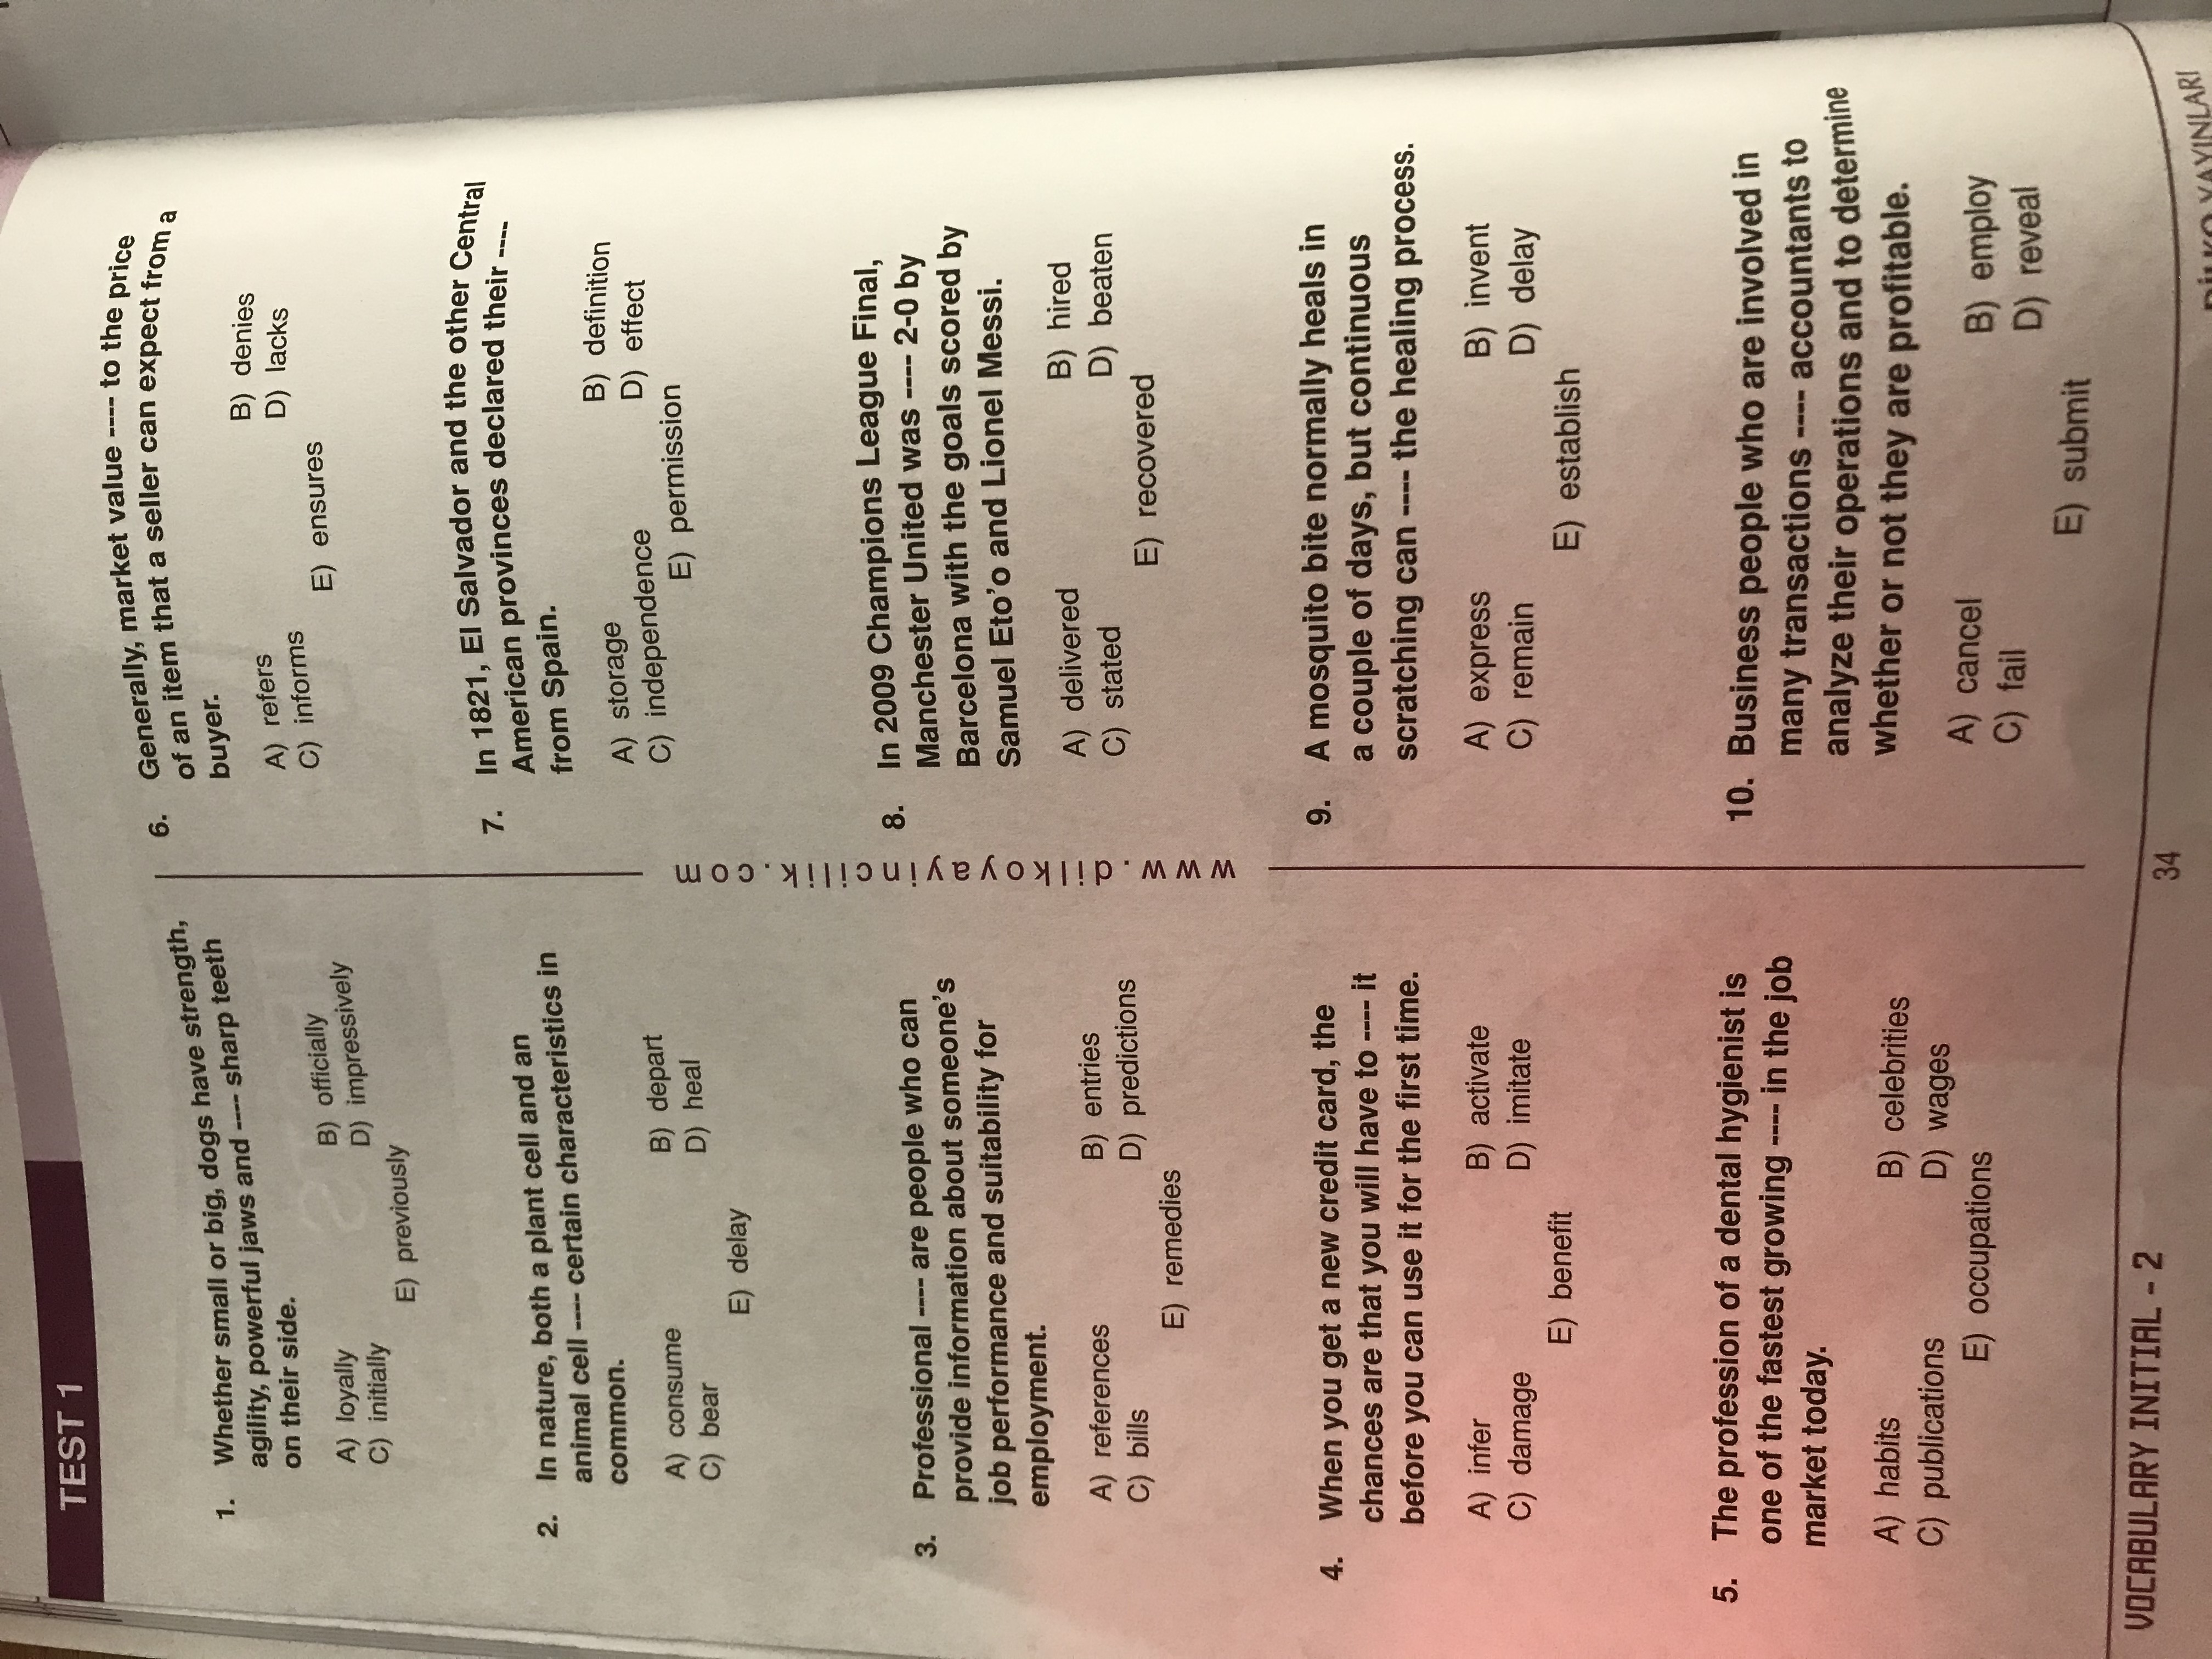 TEST 1
1. Whether small or big, dogs have strength,
agility, powerful jaws and ---- sharp teeth
on their side.
A) loyally
B) officially
C) initially
D) impressively
E) previously
2. In nature, both a plant cell and an
animal cell ---- certain characteristics in
common.
A) consume
B) depart
C) bear
D) heal
E) delay
3. Professional ---- are people who can
provide information about someone's
job performance and suitability for
employment.
A) references
B) entries
C) bills
D) predictions
E) remedies
4. When you get a new credit card, the
chances are that you will have to ---- it
before you can use it for the first time.
A) infer
B) activate
C) damage
D) imitate
E) benefit
5. The profession of a dental hygienist is
one of the fastest growing ---- in the job
market today.
A) habits
B) celebrities
C) publications
D) wages
E) occupations
www.dilkoyayincilik.com
6. Generally, market value ---- to the price
of an item that a seller can expect from a
buyer.
A) refers
B) denies
C) informs
D) lacks
E) ensures
7. In 1821, El Salvador and the other Central
American provinces declared their ----
from Spain.
A) storage
B) definition
C) independence
D) effect
E) permission
8. In 2009 Champions League Final,
Manchester United was ---- 2-0 by
Barcelona with the goals scored by
Samuel Eto'o and Lionel Messi.
A) delivered
B) hired
C) stated
D) beaten
E) recovered
9. A mosquito bite normally heals in
a couple of days, but continuous
scratching can ---- the healing process.
A) express
B) invent
C) remain
D) delay
E) establish
10. Business people who are involved in
many transactions ---- accountants to
analyze their operations and to determine
whether or not they are profitable.
A) cancel
B) employ
C) fail
D) reveal
E) submit
VOCABULARY INITIAL - 2
34
DİLKO YAYINLARI